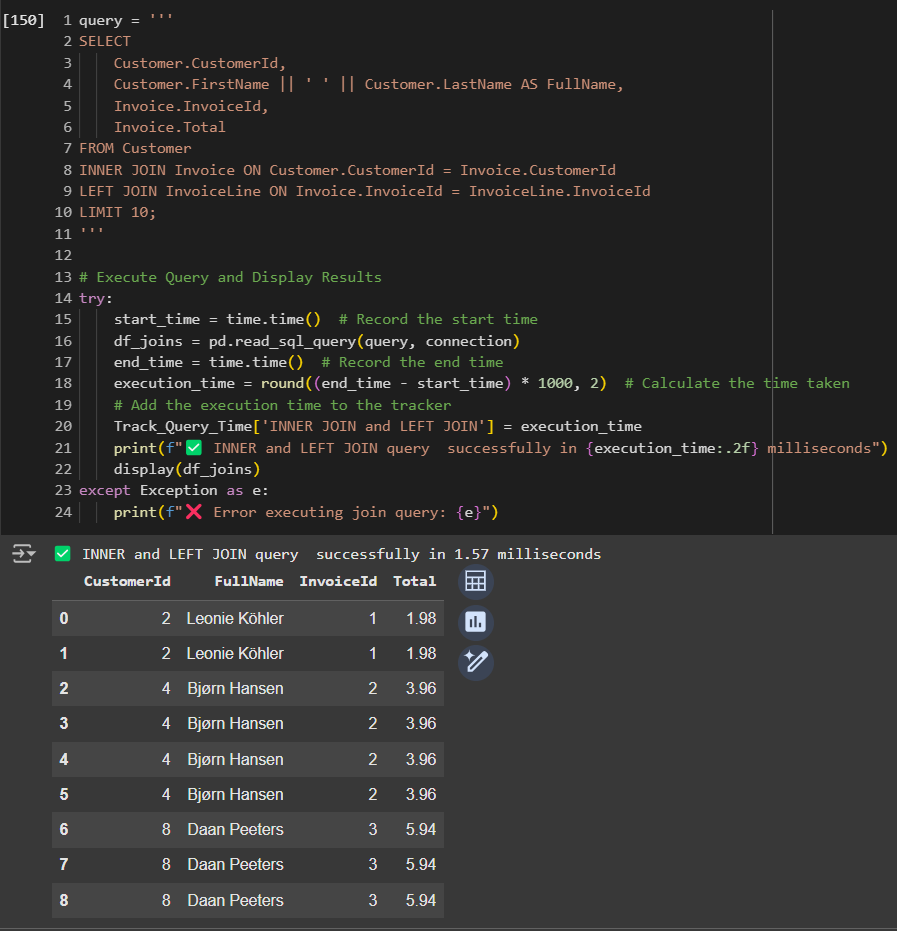 [150] 1 query = '''
2 SELECT
3 Customer.CustomerId,
4 Customer.FirstName || ' ' || Customer.LastName AS FullName,
5 Invoice.InvoiceId,
6 Invoice.Total
7 FROM Customer
8 INNER JOIN Invoice ON Customer.CustomerId = Invoice.CustomerId
9 LEFT JOIN InvoiceLine ON Invoice.InvoiceId = InvoiceLine.InvoiceId
10 LIMIT 10;
11 '''
12
13 # Execute Query and Display Results
14 try:
15 start_time = time.time()  # Record the start time
16 df_joins = pd.read_sql_query(query, connection)
17 end_time = time.time()  # Record the end time
18 execution_time = round((end_time - start_time) * 1000, 2)  # Calculate the time taken
19 # Add the execution time to the tracker
20 Track_Query_Time['INNER JOIN and LEFT JOIN'] = execution_time
21 print(f"✅ INNER and LEFT JOIN query  successfully in {execution_time:.2f} milliseconds")
22 display(df_joins)
23 except Exception as e:
24 print(f"❌ Error executing join query: {e}")
✅ INNER and LEFT JOIN query  successfully in 1.57 milliseconds
CustomerId FullName InvoiceId Total
0 2 Leonie Köhler 1 1.98
1 2 Leonie Köhler 1 1.98
2 4 Bjørn Hansen 2 3.96
3 4 Bjørn Hansen 2 3.96
4 4 Bjørn Hansen 2 3.96
5 4 Bjørn Hansen 2 3.96
6 8 Daan Peeters 3 5.94
7 8 Daan Peeters 3 5.94
8 8 Daan Peeters 3 5.94